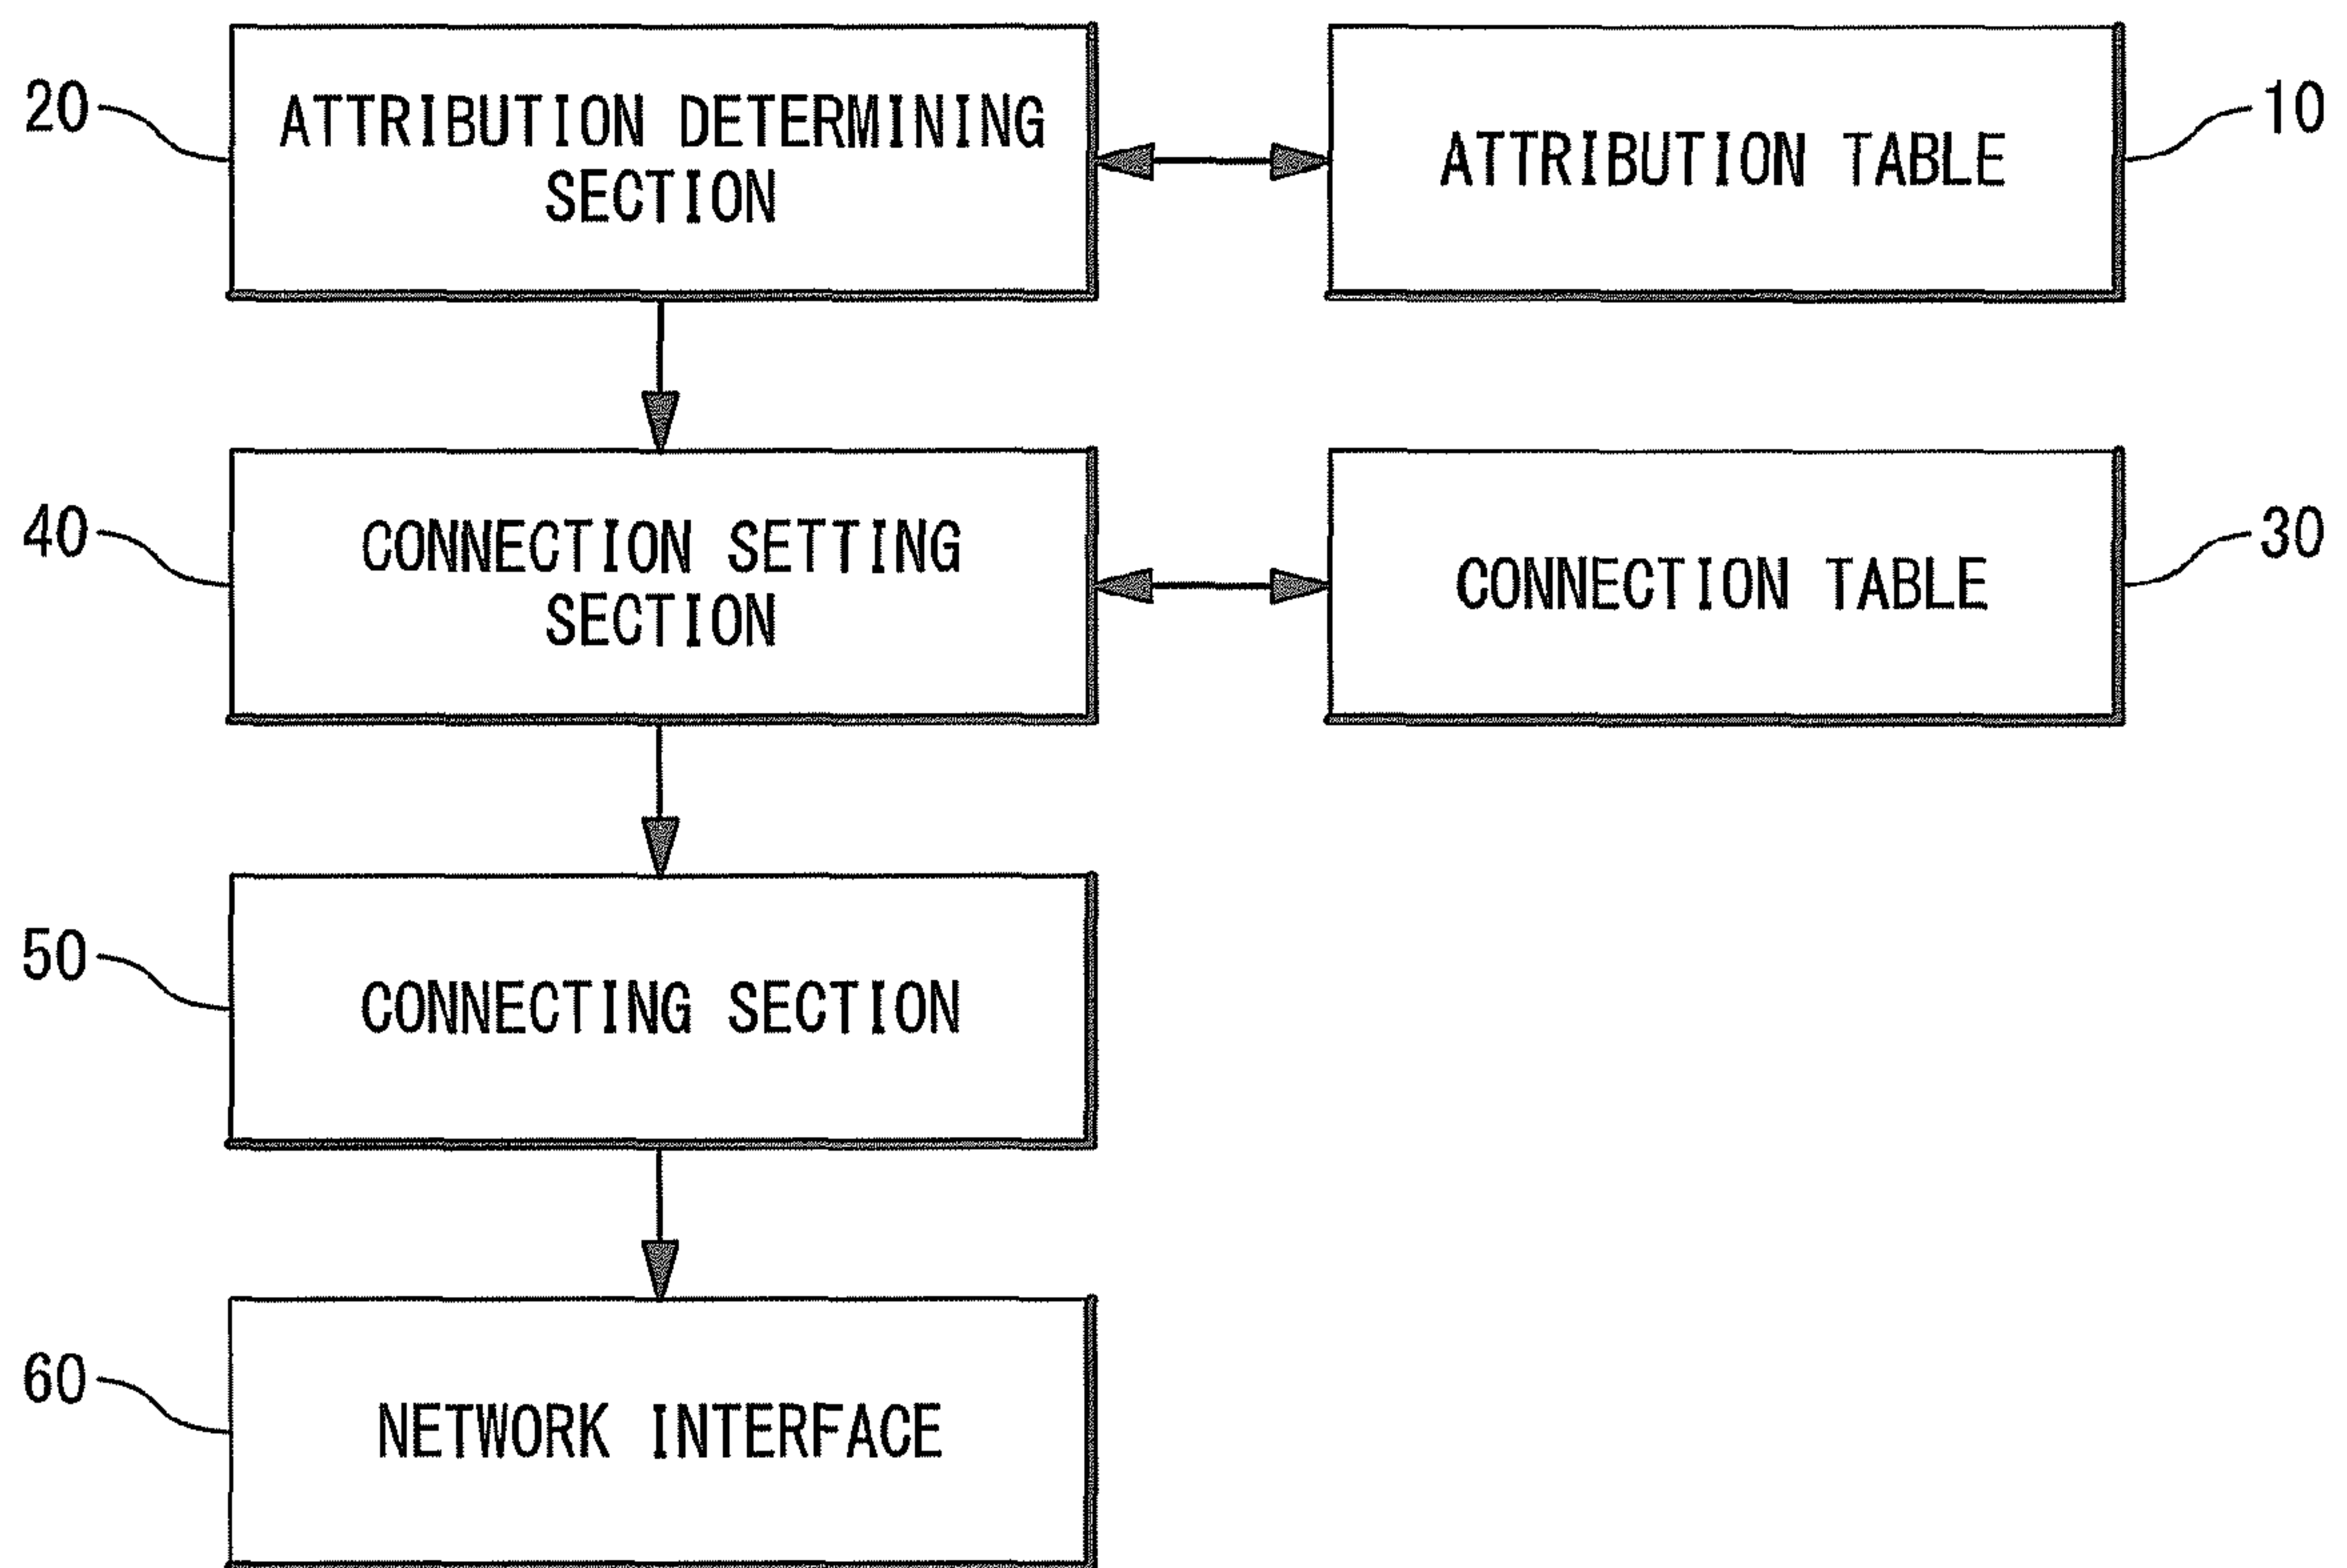 20
ATTRIBUTION DETERMINING
SECTION
ATTRIBUTION TABLE
10
40
CONNECTION SETTING
SECTION
CONNECTION TABLE
30
50
CONNECTING SECTION
60
NETWORK INTERFACE